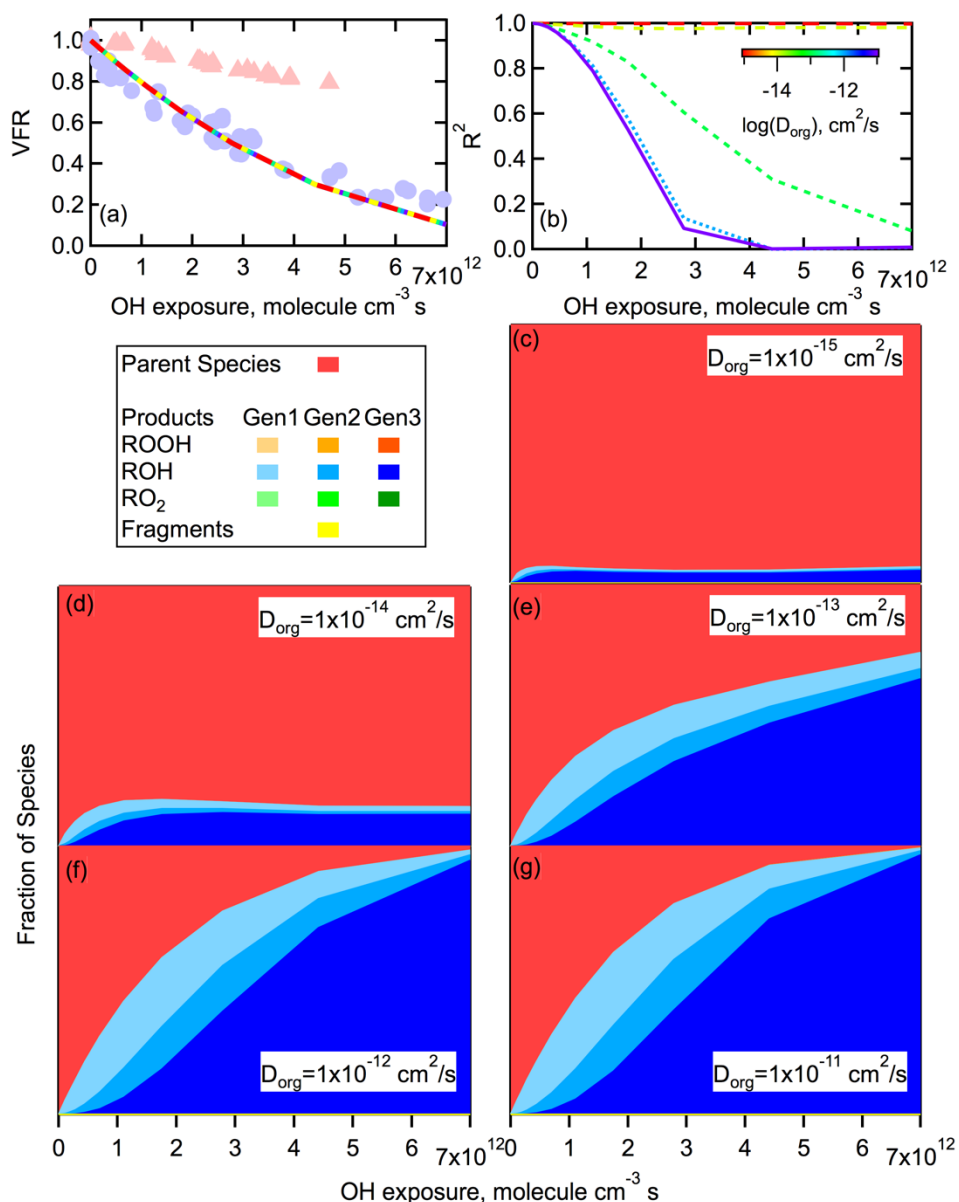 1.0
0.8
0.6
0.4
0.2
0.0
VFR
(a)
0 1 2 3 4 5 6 7x10¹²
OH exposure, molecule cm⁻³ s
1.0
0.8
0.6
0.4
0.2
0.0
R²
(b)
-14 -12
log(D_org), cm²/s
0 1 2 3 4 5 7x10¹²
OH exposure, molecule cm⁻³ s
Parent Species
Products Gen1 Gen2 Gen3
ROOH
ROH
RO₂
Fragments
(c)
D_org=1x10⁻¹⁵ cm²/s
(d)
D_org=1x10⁻¹⁴ cm²/s
(e)
D_org=1x10⁻¹³ cm²/s
(f)
D_org=1x10⁻¹² cm²/s
(g)
D_org=1x10⁻¹¹ cm²/s
Fraction of Species
0 1 2 3 4 5 7x10¹²
0 1 2 3 4 5 7x10¹²
OH exposure, molecule cm⁻³ s